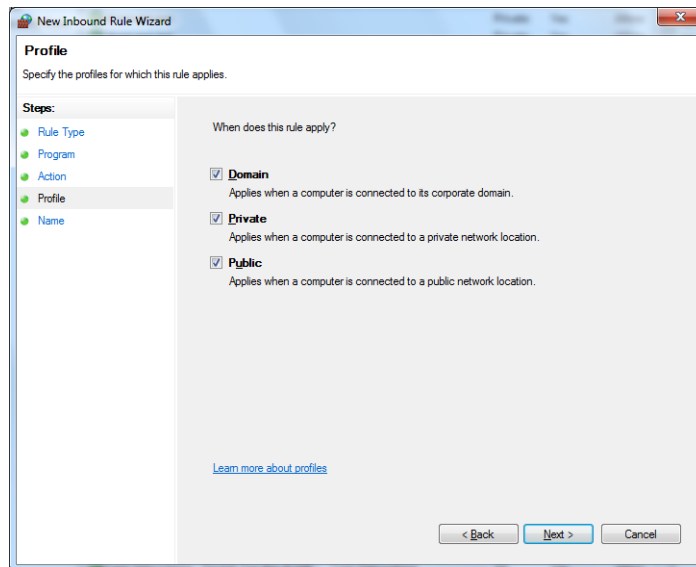 New Inbound Rule Wizard
Profile
Specify the profiles for which this rule applies.
Steps:
Rule Type
Program
Action
Profile
Name
When does this rule apply?
Domain
Applies when a computer is connected to its corporate domain.
Private
Applies when a computer is connected to a private network location.
Public
Applies when a computer is connected to a public network location.
Learn more about profiles
< Back
Next >
Cancel